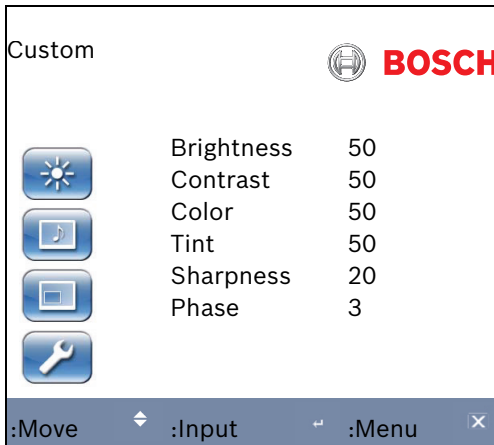 Custom
BOSCH
Brightness 50
Contrast 50
Color 50
Tint 50
Sharpness 20
Phase 3
:Move :Input :Menu